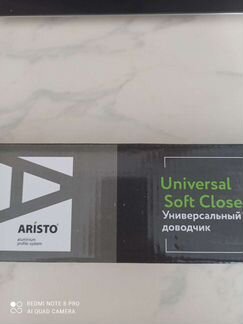 Universal
Soft Close
Универсальный
доводчик
ARISTO®
aluminium
profile system
REDMI NOTE 8 PRO
AI QUAD CAMERA